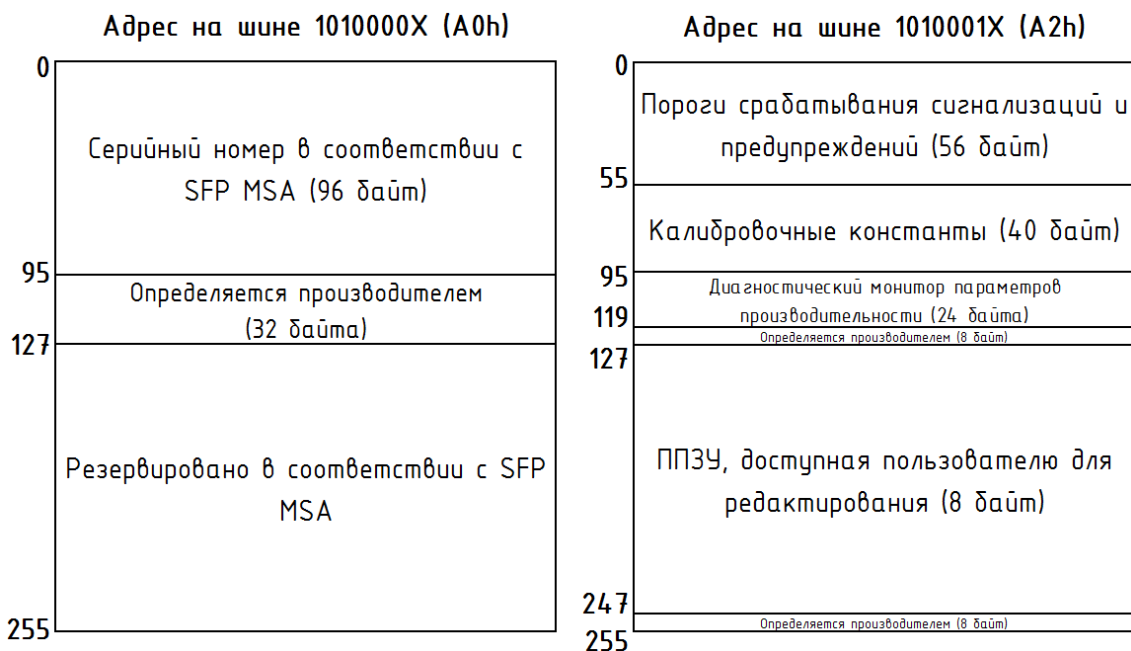 Адрес на шине 1010000X (A0h)
0
Серийный номер в соответствии с
SFP MSA (96 байт)
95
Определяется производителем
(32 байта)
127
Резервировано в соответствии с SFP
MSA
255
Адрес на шине 1010001X (A2h)
0
Пороги срабатывания сигнализаций и
предупреждений (56 байт)
55
Калибровочные константы (40 байт)
95
Диагностический монитор параметров
производительности (24 байта)
119
Определяется производителем (8 байт)
127
ППЗУ, доступная пользователю для
редактирования (8 байт)
247
Определяется производителем (8 байт)
255